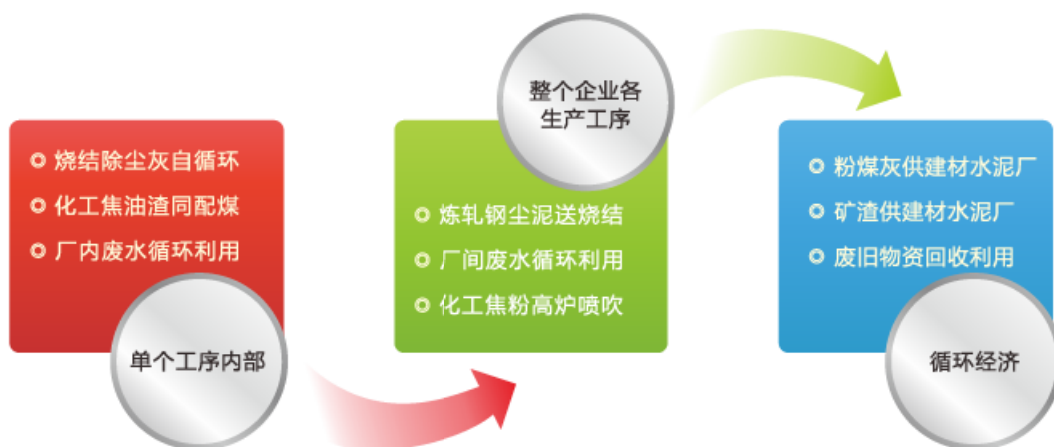 烧结除尘灰自循环
化工焦油渣同配煤
厂内废水循环利用
单个工序内部
整个企业各
生产工序
炼轧钢尘泥送烧结
厂间废水循环利用
化工焦粉高炉喷吹
粉煤灰供建材水泥厂
矿渣供建材水泥厂
废旧物资回收利用
循环经济